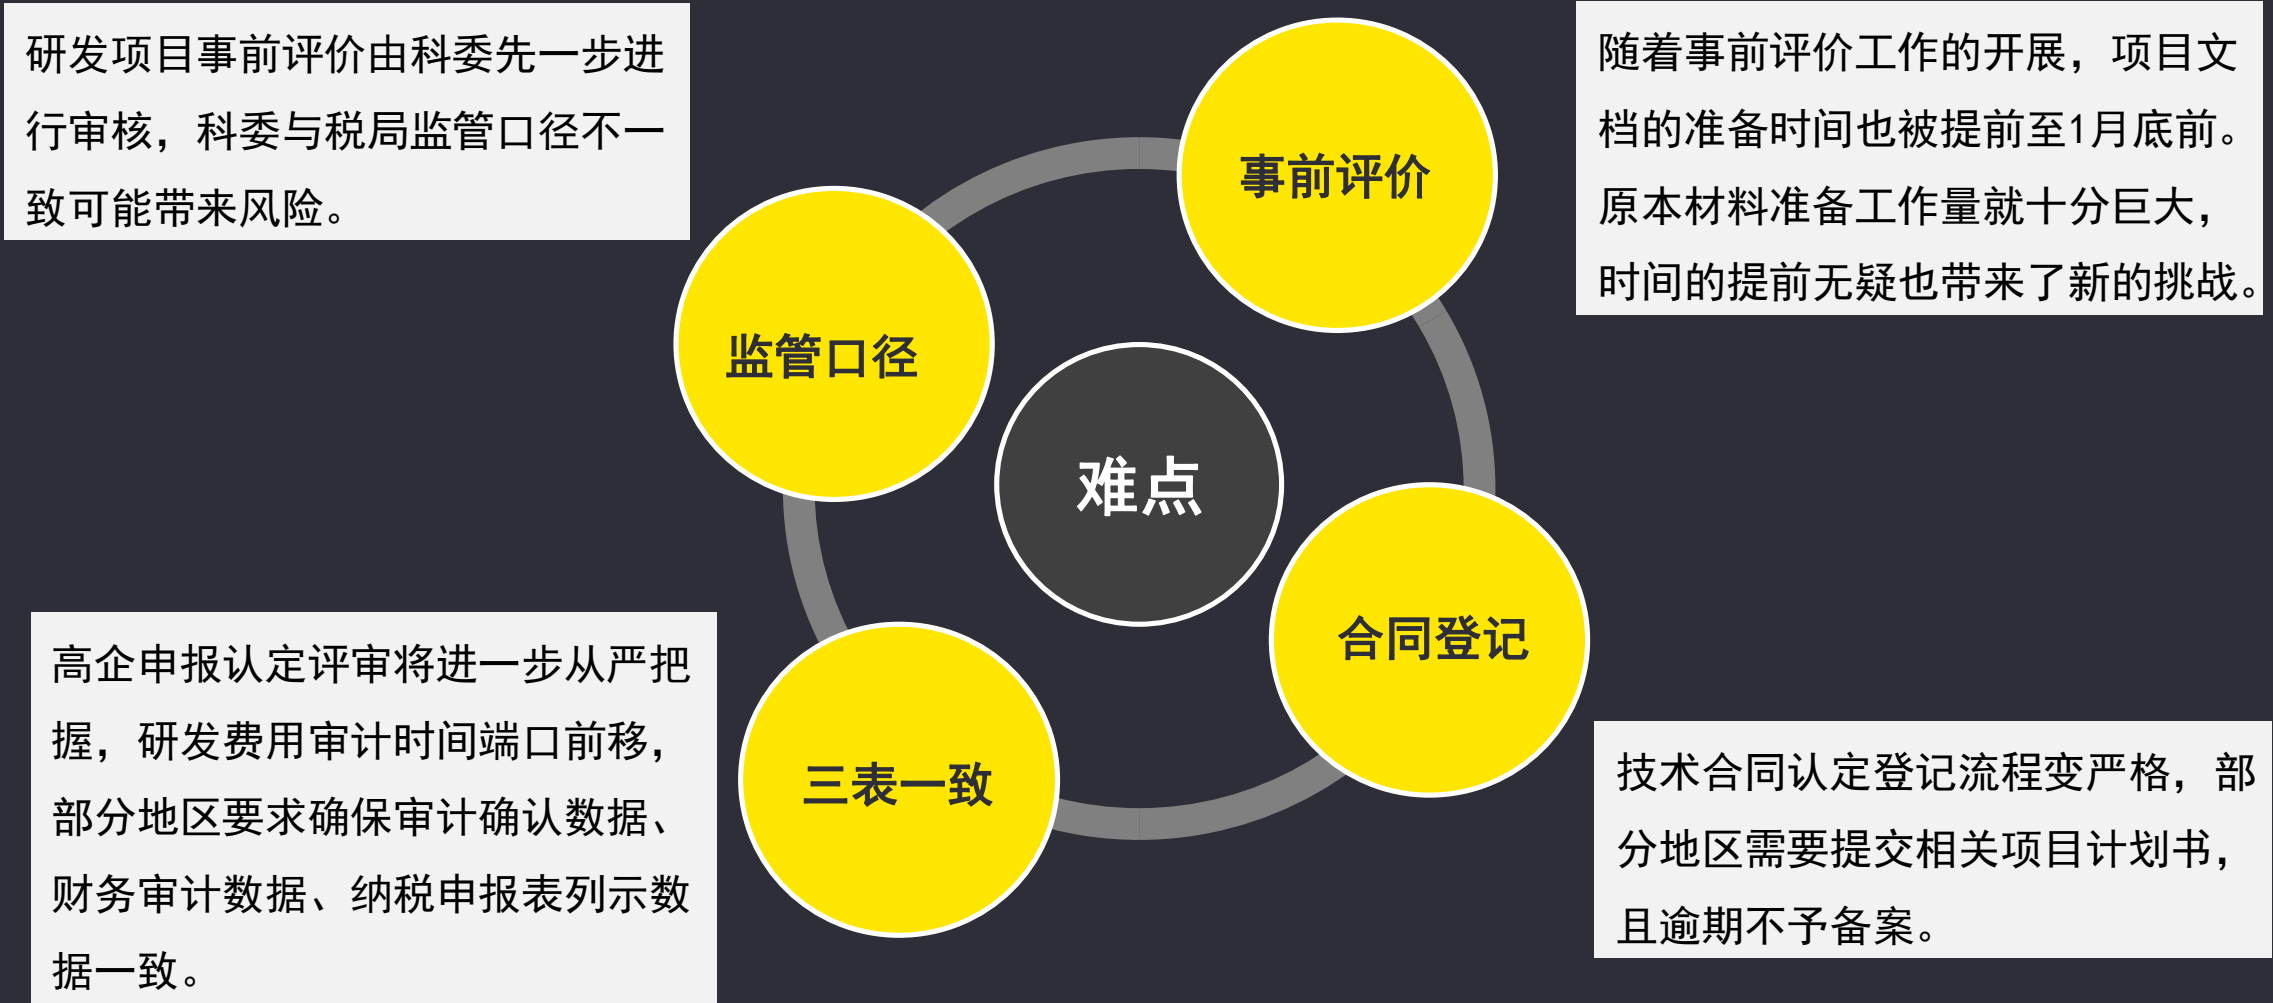 研发项目事前评价由科委先一步进
行审核，科委与税局监管口径不一
致可能带来风险。
随着事前评价工作的开展，项目文
档的准备时间也被提前至1月底前。
原本材料准备工作量就十分巨大，
时间的提前无疑也带来了新的挑战。
事前评价
监管口径
难点
合同登记
三表一致
高企申报认定评审将进一步从严把
握，研发费用审计时间端口前移，
部分地区要求确保审计确认数据、
财务审计数据、纳税申报表列示数
据一致。
技术合同认定登记流程变严格，部
分地区需要提交相关项目计划书，
且逾期不予备案。